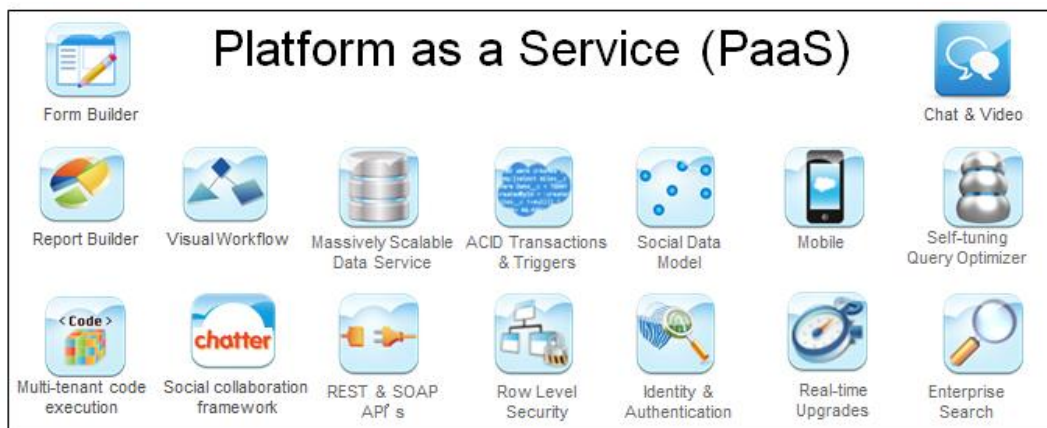 Platform as a Service (PaaS)
Form Builder
Chat & Video
Report Builder
Visual Workflow
Massively Scalable
Data Service
ACID Transactions
& Triggers
Social Data
Model
Mobile
Self-tuning
Query Optimizer
< Code >
Multi-tenant code
execution
chatter
Social collaboration
framework
REST & SOAP
API's
Row Level
Security
Identity &
Authentication
Real-time
Upgrades
Enterprise
Search